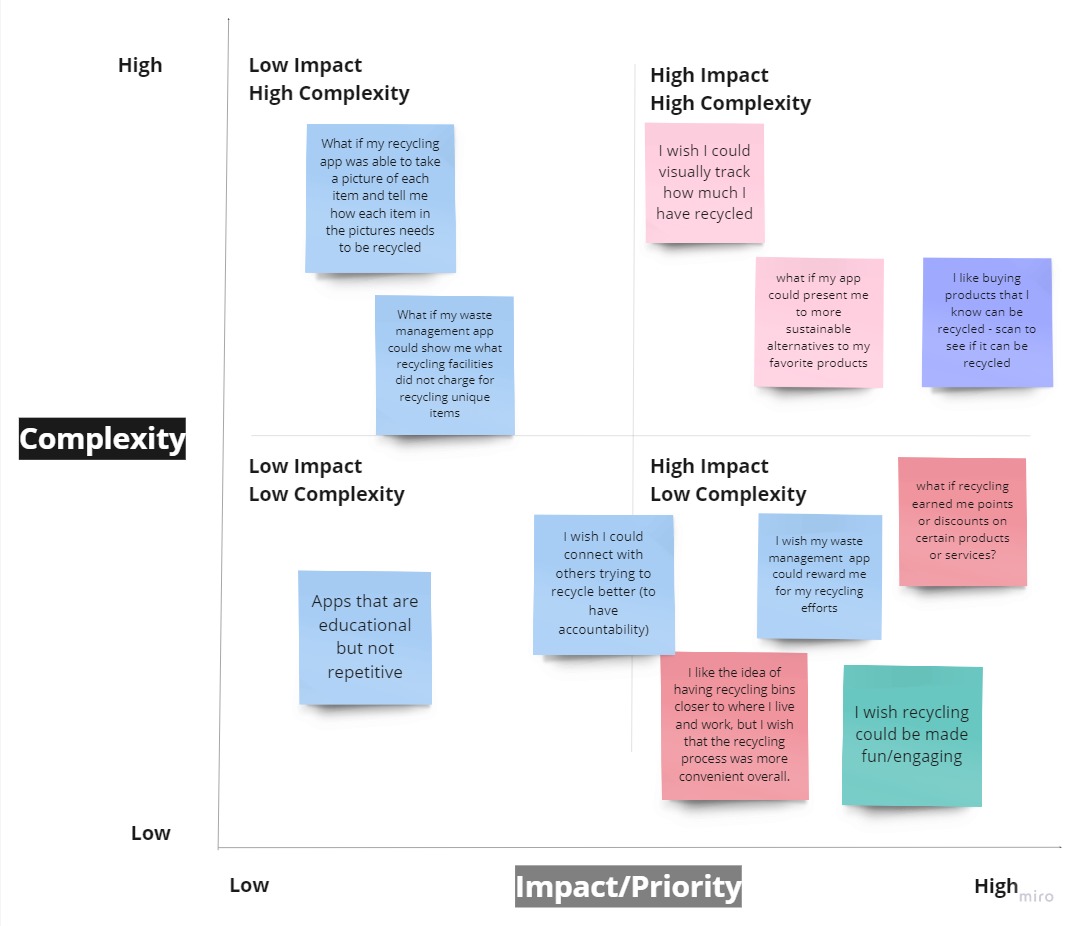 High
Low Impact
High Complexity
High Impact
High Complexity
What if my recycling
app was able to take
a picture of each
item and tell me
how each item in
the pictures needs
to be recycled
I wish I could
visually track
how much I
have recycled
What if my waste
management app
could show me what
recycling facilities
did not charge for
recycling unique
items
what if my app
could present me
to more
sustainable
alternatives to my
favorite products
I like buying
products that I
know can be
recycled - scan to
see if it can be
recycled
Complexity
Low Impact
Low Complexity
High Impact
Low Complexity
Apps that are
educational
but not
repetitive
I wish I could
connect with
others trying to
recycle better (to
have
accountability)
I wish my waste
management app
could reward me
for my recycling
efforts
what if recycling
earned me points
or discounts on
certain products
or services?
I like the idea of
having recycling bins
closer to where I live
and work, but I wish
that the recycling
process was more
convenient overall.
I wish recycling
could be made
fun/engaging
Low
Low
Impact/Priority
High
miro